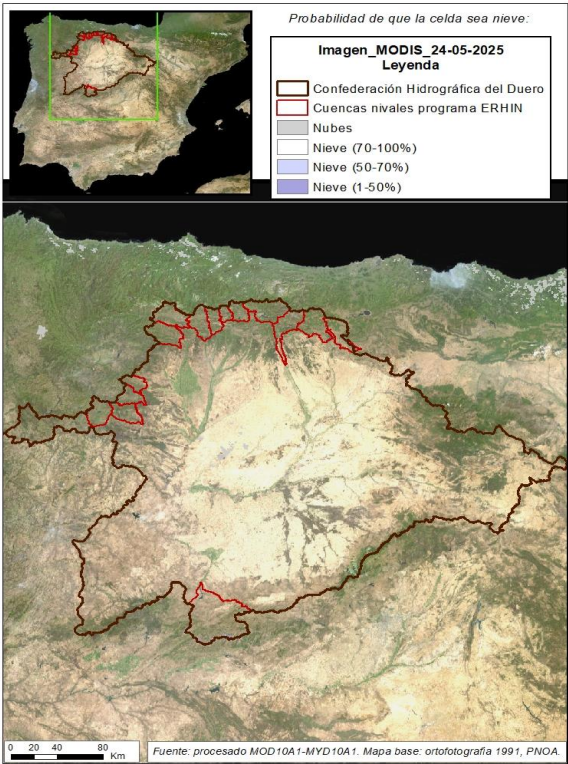 Probabilidad de que la celda sea nieve:
Imagen_MODIS_24-05-2025
Leyenda
Confederación Hidrográfica del Duero
Cuencas nivales programa ERHIN
Nubes
Nieve (70-100%)
Nieve (50-70%)
Nieve (1-50%)
0 20 40 80
Km
Fuente: procesado MOD10A1-MYD10A1. Mapa base: ortofotografía 1991, PNOA.